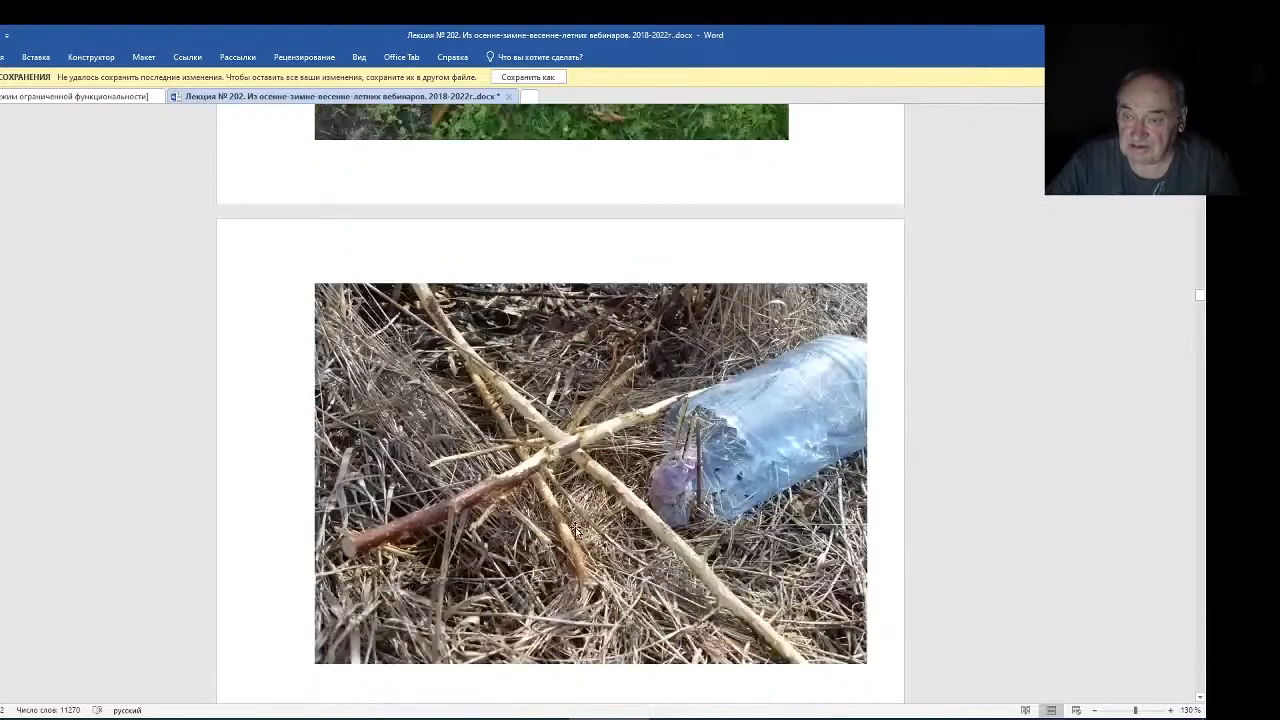 Лекция № 202. Из осенне-зимне-весенне-летних вебинаров. 2018-2022г..docx - Word
я Вставка Конструктор Макет Ссылки Рассылки Рецензирование Вид Office Tab Справка Что вы хотите сделать?
СОХРАНЕНИЯ Не удалось сохранить последние изменения. Чтобы оставить все ваши изменения, сохраните их в другом файле. Сохранить как
жим ограниченной функциональности] Лекция № 202. Из осенне-зимне-весенне-летних вебинаров. 2018-2022г..docx *
2 Число слов: 11270 русский 130 %